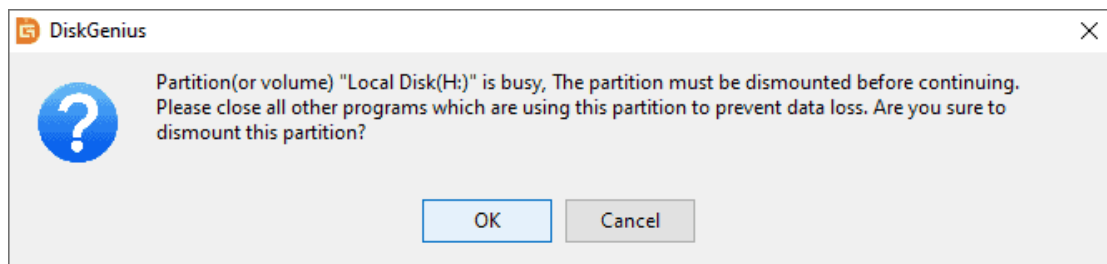 DiskGenius
Partition(or volume) "Local Disk(H:)" is busy, The partition must be dismounted before continuing.
Please close all other programs which are using this partition to prevent data loss. Are you sure to
dismount this partition?
OK
Cancel